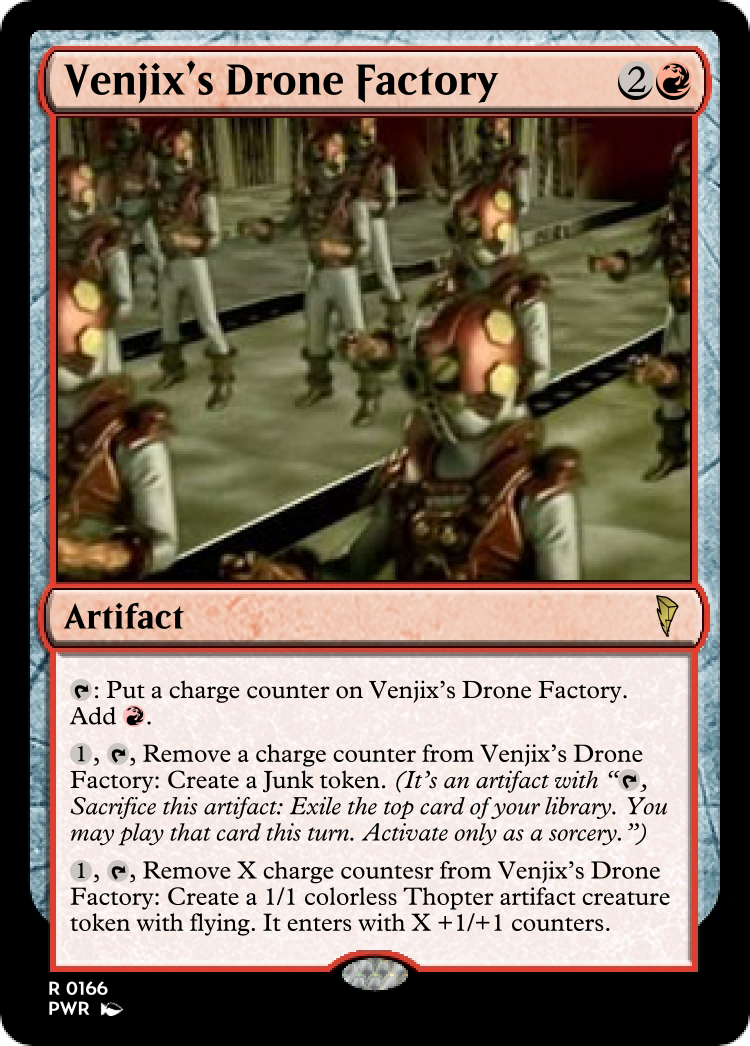 Venjix's Drone Factory 2
Artifact
: Put a charge counter on Venjix's Drone Factory.
Add .
1, , Remove a charge counter from Venjix's Drone
Factory: Create a Junk token. (It's an artifact with “,
Sacrifice this artifact: Exile the top card of your library. You
may play that card this turn. Activate only as a sorcery.”)
1, , Remove X charge countesr from Venjix's Drone
Factory: Create a 1/1 colorless Thopter artifact creature
token with flying. It enters with X +1/+1 counters.
R 0166
PWR